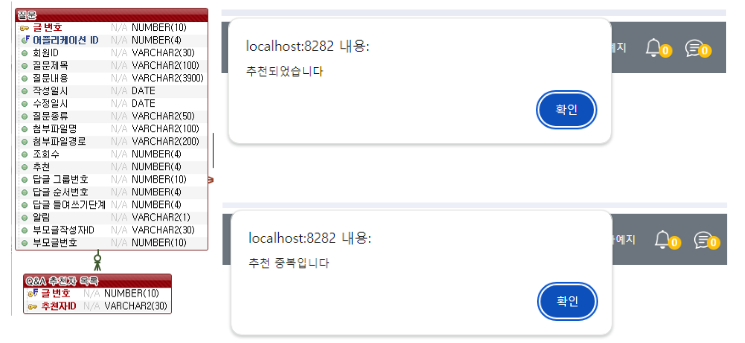 질문
글 번호 N/A NUMBER(10)
어플리케이션 ID N/A NUMBER(4)
회원ID N/A VARCHAR2(30)
질문제목 N/A VARCHAR2(100)
질문내용 N/A VARCHAR2(3900)
작성일시 N/A DATE
수정일시 N/A DATE
질문종류 N/A VARCHAR2(50)
첨부파일명 N/A VARCHAR2(100)
첨부파일경로 N/A VARCHAR2(200)
조회수 N/A NUMBER(4)
추천 N/A NUMBER(4)
답글 그룹번호 N/A NUMBER(10)
답글 순서번호 N/A NUMBER(4)
답글 들여쓰기단계 N/A NUMBER(4)
알림 N/A VARCHAR2(1)
부모글작성자ID N/A VARCHAR2(30)
부모글번호 N/A NUMBER(10)
Q&A 추천자 목록
글 번호 N/A NUMBER(10)
추천자ID N/A VARCHAR2(30)
localhost:8282 내용:
추천되었습니다
확인
지 0 0
localhost:8282 내용:
추천 중복입니다
확인
페이지 0 0